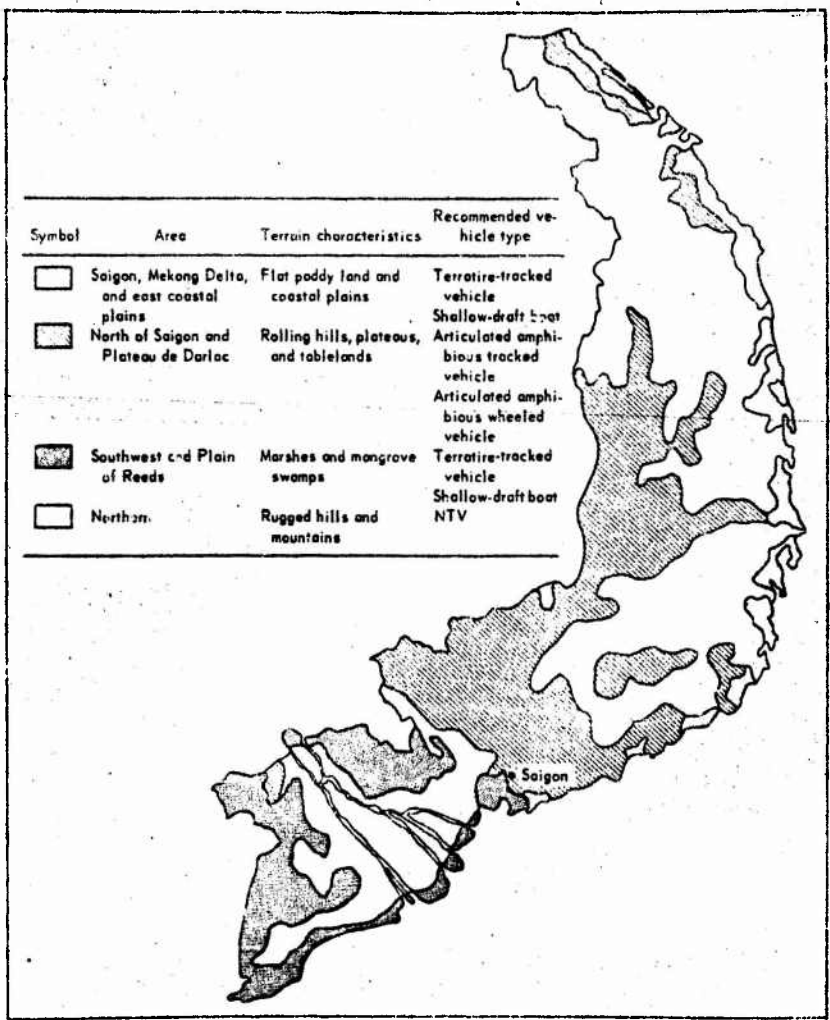 Recommended ve-
Symbol Area Terrain characteristics hicle type
Saigon, Mekong Delta, Flat paddy land and Terratire-tracked
and east coastal coastal plains vehicle
plains Shallow-draft boat
North of Saigon and Rolling hills, plateous, Articulated amphi-
Plateau de Darlac and tablelands bious tracked
vehicle
Articulated amphi-
bious wheeled
vehicle
Southwest and Plain Marshes and mangrove Terratire-tracked
of Reeds swamps vehicle
Shallow-draft boat
Northern Rugged hills and NTV
mountains
Saigon